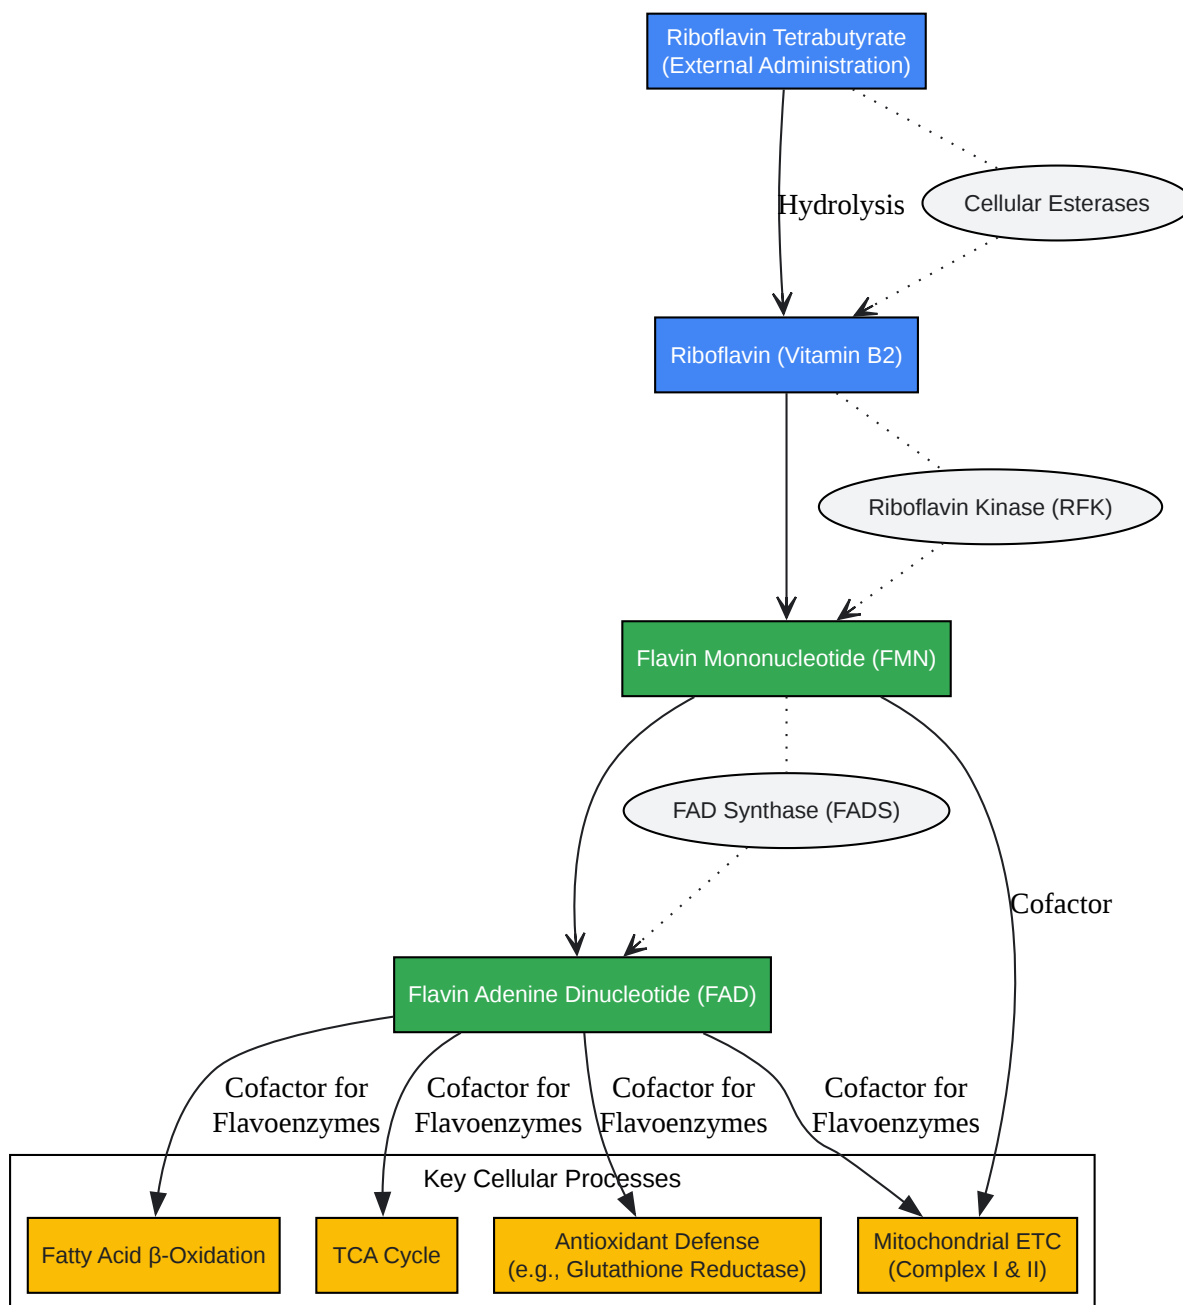 Riboflavin Tetrabutyrate
(External Administration)
Hydrolysis
Cellular Esterases
Riboflavin (Vitamin B2)
Riboflavin Kinase (RFK)
Flavin Mononucleotide (FMN)
FAD Synthase (FADS)
Cofactor
Flavin Adenine Dinucleotide (FAD)
Cofactor for
Flavoenzymes
Cofactor for
Flavoenzymes
Cofactor for
Flavoenzymes
Cofactor for
Flavoenzymes
Key Cellular Processes
Fatty Acid β-Oxidation
TCA Cycle
Antioxidant Defense
(e.g., Glutathione Reductase)
Mitochondrial ETC
(Complex I & II)